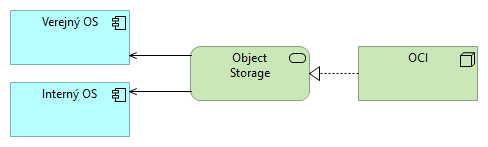 Verejný OS
Interný OS
Object
Storage
OCI